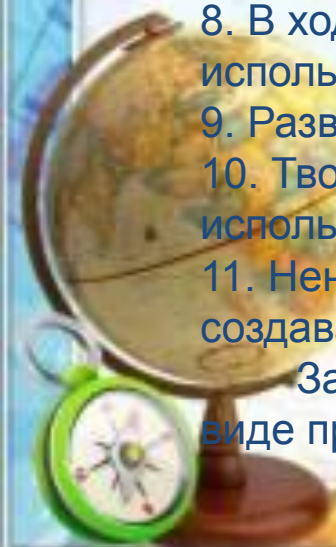 8. В ход
исполь
9. Разв
10. Тво
исполь
11. Нен
создав
За
виде пр